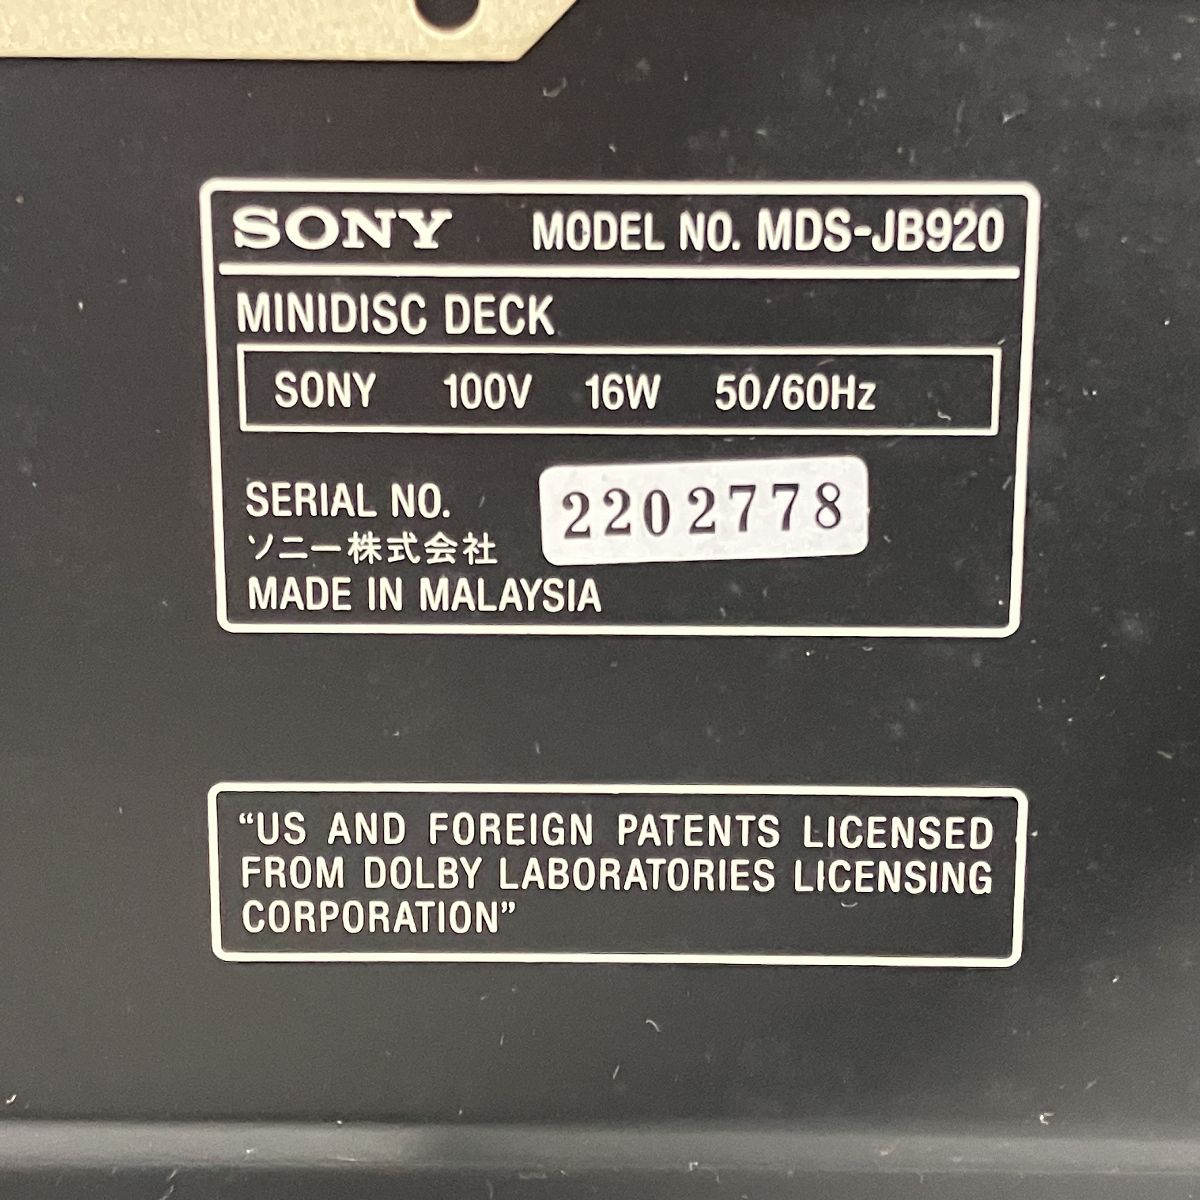 SONY MODEL NO. MDS-JB920
MINIDISC DECK
SONY 100V 16W 50/60Hz
SERIAL NO. 2202778
ソニー株式会社
MADE IN MALAYSIA
“US AND FOREIGN PATENTS LICENSED
FROM DOLBY LABORATORIES LICENSING
CORPORATION”